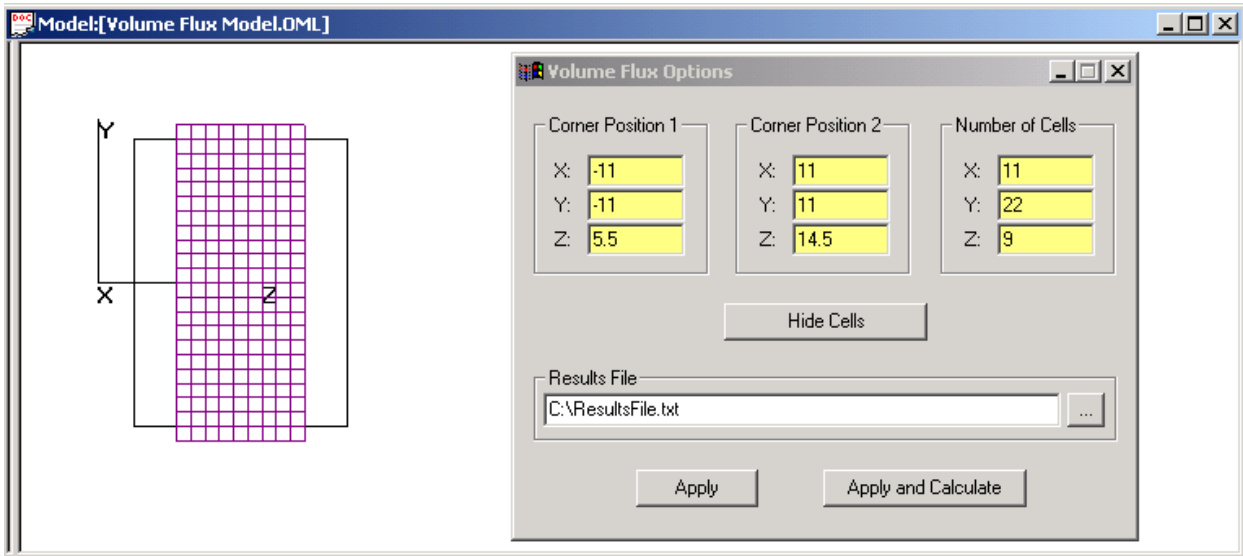 DOC Model:[Volume Flux Model.OML]
Volume Flux Options
Corner Position 1 Corner Position 2 Number of Cells
X: -11 X: 11 X: 11
Y: -11 Y: 11 Y: 22
Z: 5.5 Z: 14.5 Z: 9
Hide Cells
Results File
C:\ResultsFile.txt ...
Apply Apply and Calculate
Y
X Z